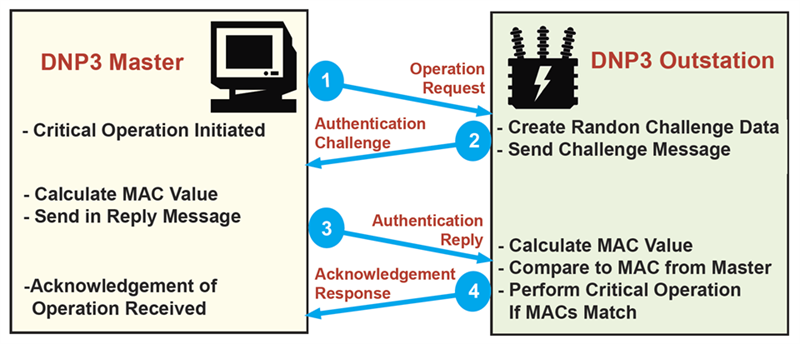 DNP3 Master
- Critical Operation Initiated
- Calculate MAC Value
- Send in Reply Message
-Acknowledgement of
Operation Received
1
Operation
Request
Authentication
Challenge
2
3
Authentication
Reply
Acknowledgement
Response
4
DNP3 Outstation
- Create Randon Challenge Data
- Send Challenge Message
- Calculate MAC Value
- Compare to MAC from Master
- Perform Critical Operation
If MACs Match